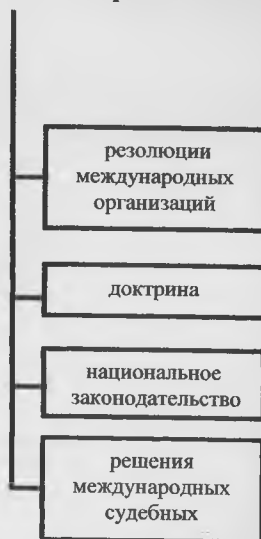 резолюции
международных
организаций
доктрина
национальное
законодательство
решения
международных
судебных